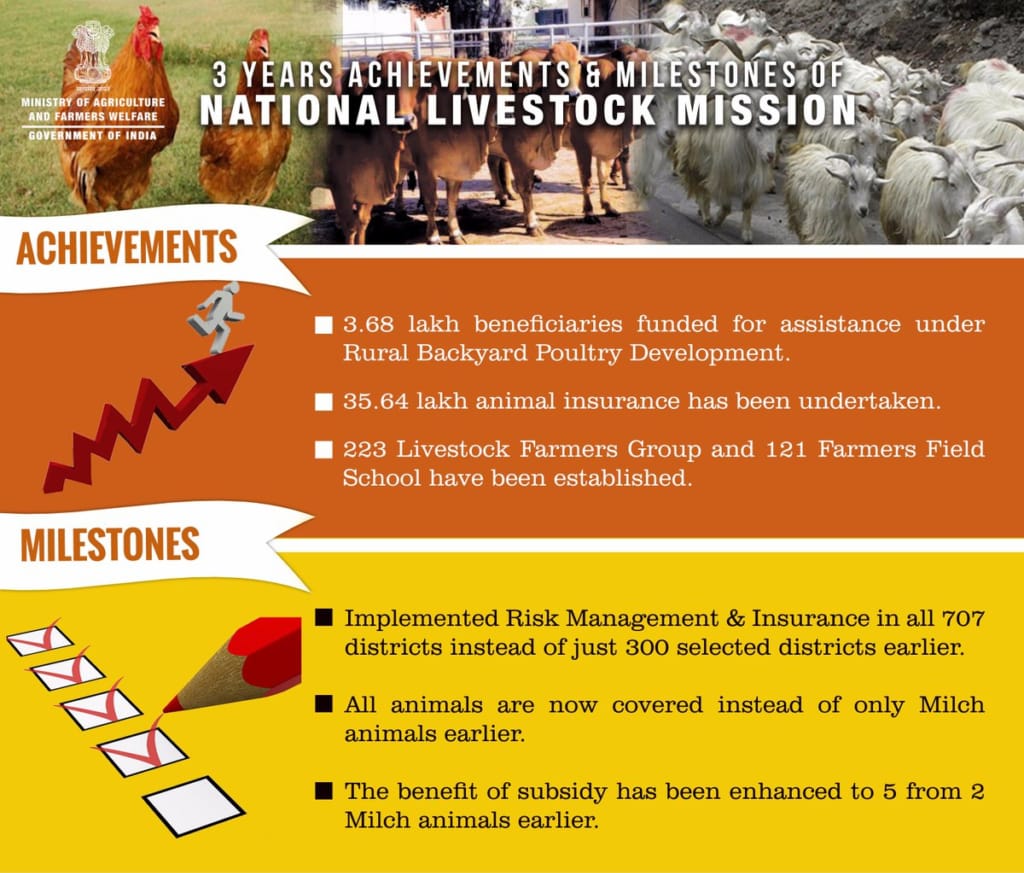 MINISTRY OF AGRICULTURE
AND FARMERS WELFARE
GOVERNMENT OF INDIA
3 YEARS ACHIEVEMENTS & MILESTONES OF
NATIONAL LIVESTOCK MISSION
ACHIEVEMENTS
3.68 lakh beneficiaries funded for assistance under
Rural Backyard Poultry Development.
35.64 lakh animal insurance has been undertaken.
223 Livestock Farmers Group and 121 Farmers Field
School have been established.
MILESTONES
Implemented Risk Management & Insurance in all 707
districts instead of just 300 selected districts earlier.
All animals are now covered instead of only Milch
animals earlier.
The benefit of subsidy has been enhanced to 5 from 2
Milch animals earlier.